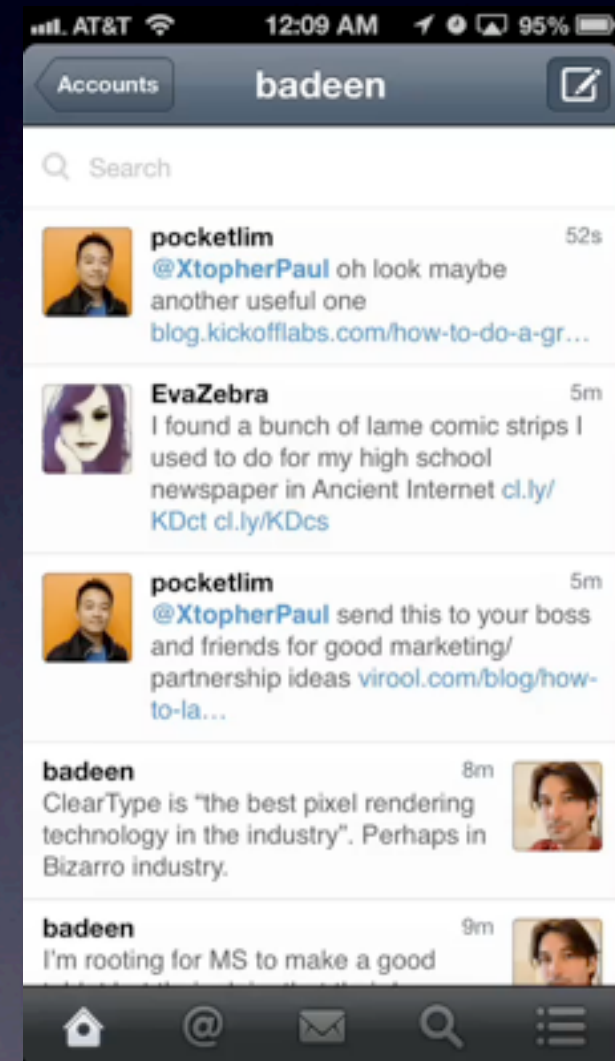 AT&T 12:09 AM 95%
Accounts badeen
Search
pocketlim 52s
@XtopherPaul oh look maybe
another useful one
blog.kickofflabs.com/how-to-do-a-gr…
EvaZebra 5m
I found a bunch of lame comic strips I
used to do for my high school
newspaper in Ancient Internet cl.ly/
KDct cl.ly/KDcs
pocketlim 5m
@XtopherPaul send this to your boss
and friends for good marketing/
partnership ideas virool.com/blog/how-
to-la…
badeen 8m
ClearType is “the best pixel rendering
technology in the industry”. Perhaps in
Bizarro industry.
badeen 9m
I'm rooting for MS to make a good